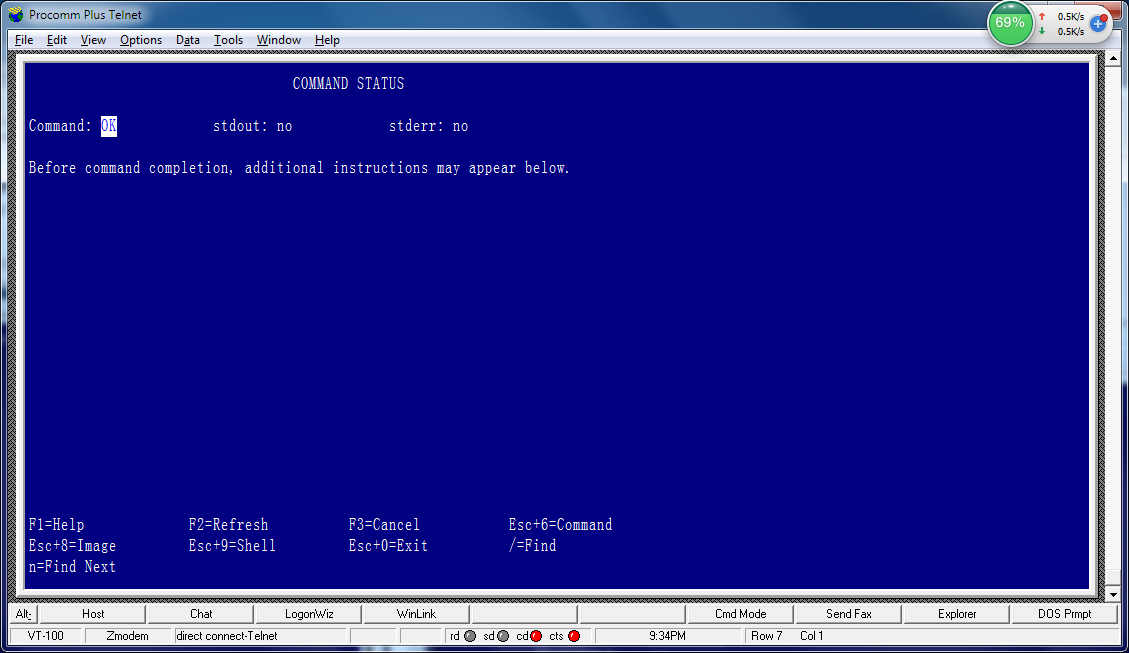 Procomm Plus Telnet
69%
0.5K/s
0.5K/s
File Edit View Options Data Tools Window Help
COMMAND STATUS
Command: OK stdout: no stderr: no
Before command completion, additional instructions may appear below.
F1=Help F2=Refresh F3=Cancel Esc+6=Command
Esc+8=Image Esc+9=Shell Esc+0=Exit /=Find
n=Find Next
Alt- Host Chat LogonWiz WinLink Cmd Mode Send Fax Explorer DOS Prmpt
VT-100 Zmodem direct connect-Telnet rd sd cd cts 9:34PM Row 7 Col 1